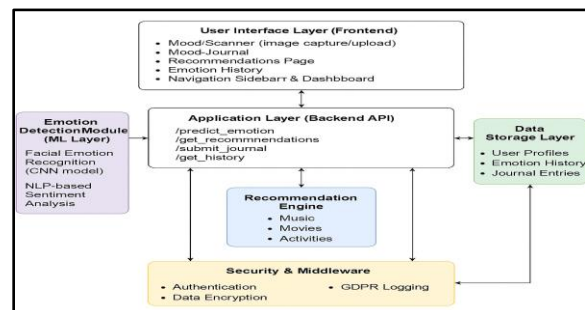 User Interface Layer (Frontend)
• Mood/Scanner (image capture/upload)
• Mood-Journal
• Recommendations Page
• Emotion History
• Navigation Sidebarт & Dashbboard
Emotion
DetectionModule
(ML Layer)
Facial Emotion
Recognition
(CNN model)
NLP-based
Sentiment
Analysis
Application Layer (Backend API)
/predict_emotion
/get_recommnendations
/submit_journal
/get_history
Data
Storage Layer
• User Profiles
• Emotion History
• Journal Entries
Recommendation
Engine
• Music
• Movies
• Activities
Security & Middleware
• Authentication
• Data Encryption
• GDPR Logging